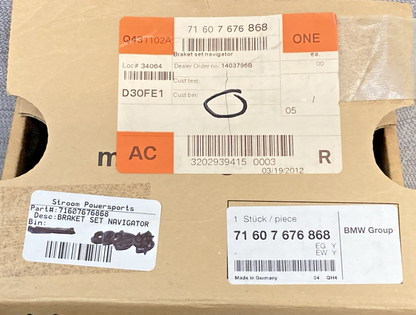 Q431102A
71 60 7 676 868
ONE
Braket set navigator
ea.
Loc# 34064
Dealer Order no: 1403796B
00
Cust text:
D30FE1
Cust bar:
05
/
AC
3202939415 0003
R
03/19/2012
m
Stroom Powersports
Part#:71607676868
Desc:BRAKET SET NAVIGATOR
Bin:
1 Stück / piece
71 60 7 676 868
BMW Group
EG Y
- EW Y
Made in Germany
04 QH4